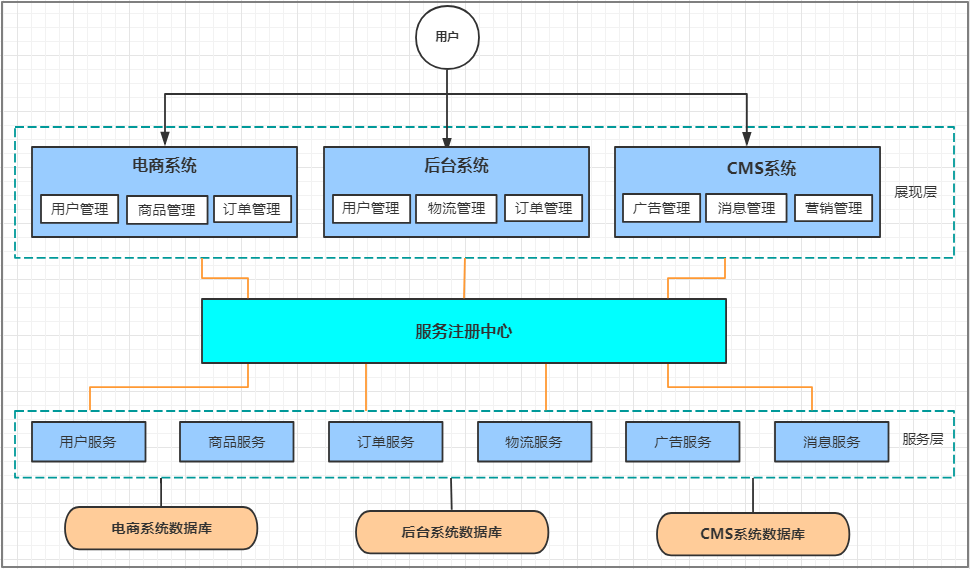 用户
电商系统
用户管理
商品管理
订单管理
后台系统
用户管理
物流管理
订单管理
CMS系统
广告管理
消息管理
营销管理
展现层
服务注册中心
用户服务
商品服务
订单服务
物流服务
广告服务
消息服务
服务层
电商系统数据库
后台系统数据库
CMS系统数据库